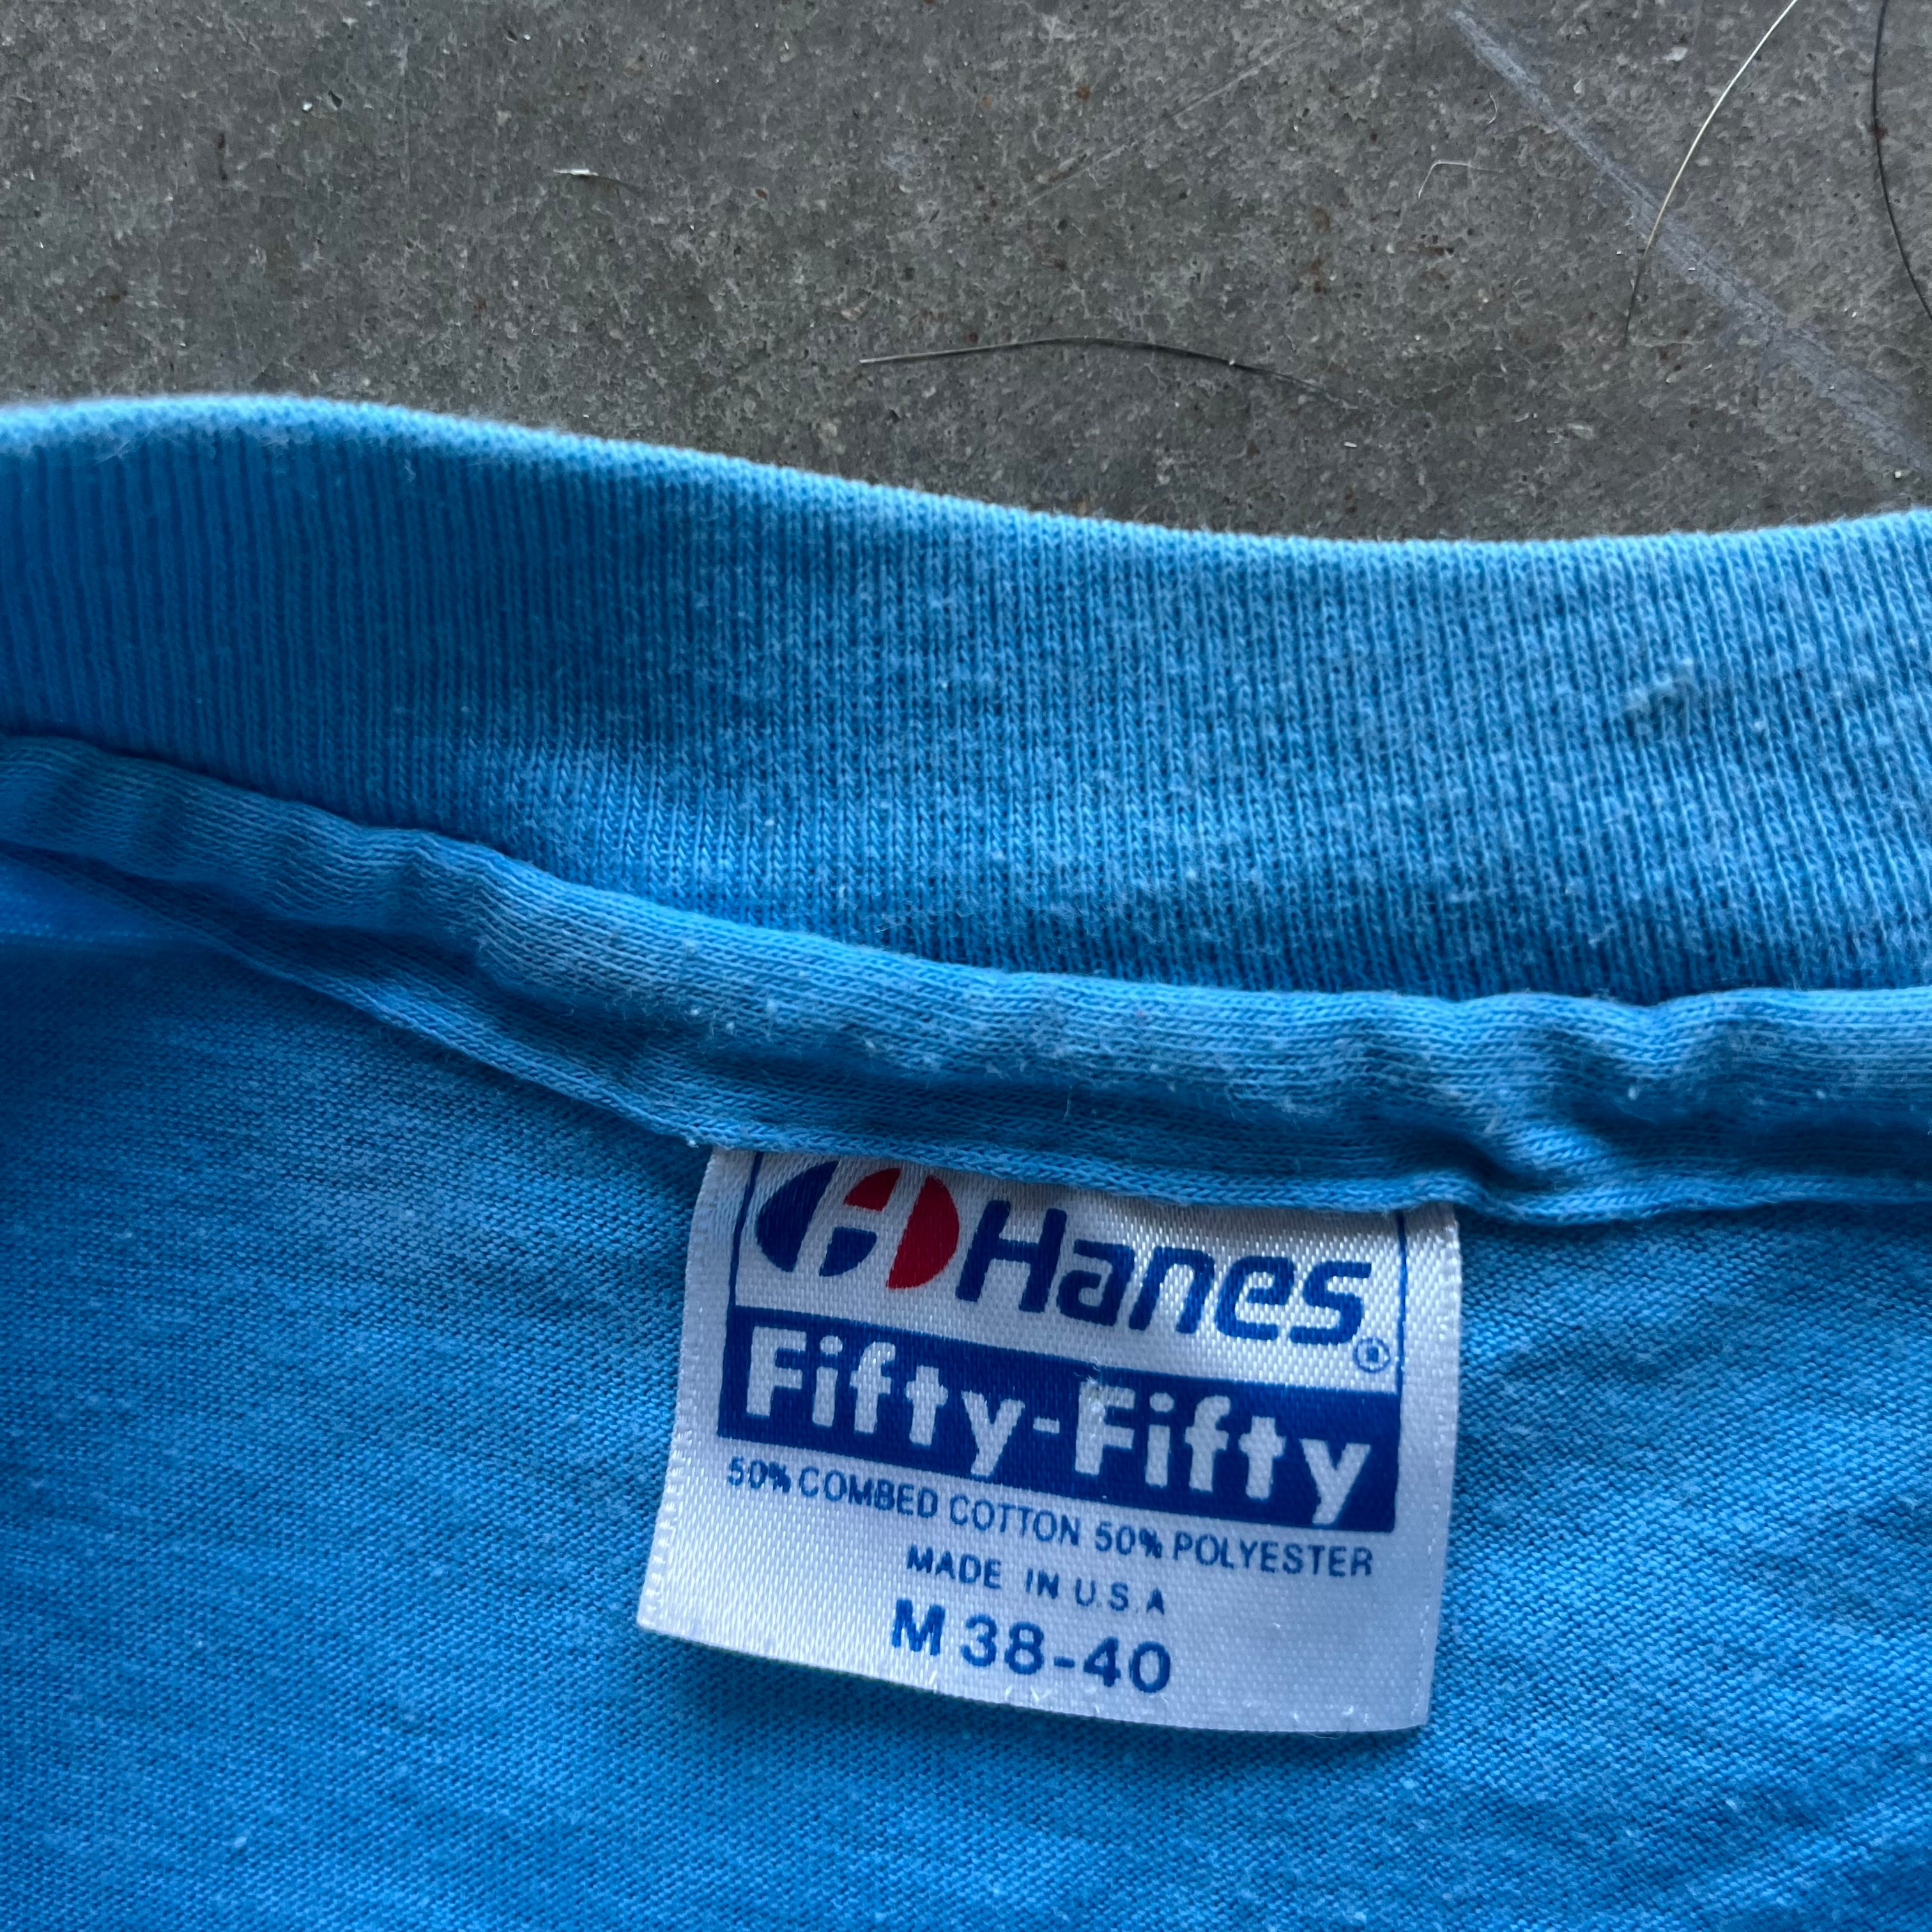 Hanes®
Fifty-Fifty
50% COMBED COTTON 50% POLYESTER
MADE IN U.S.A
M 38-40